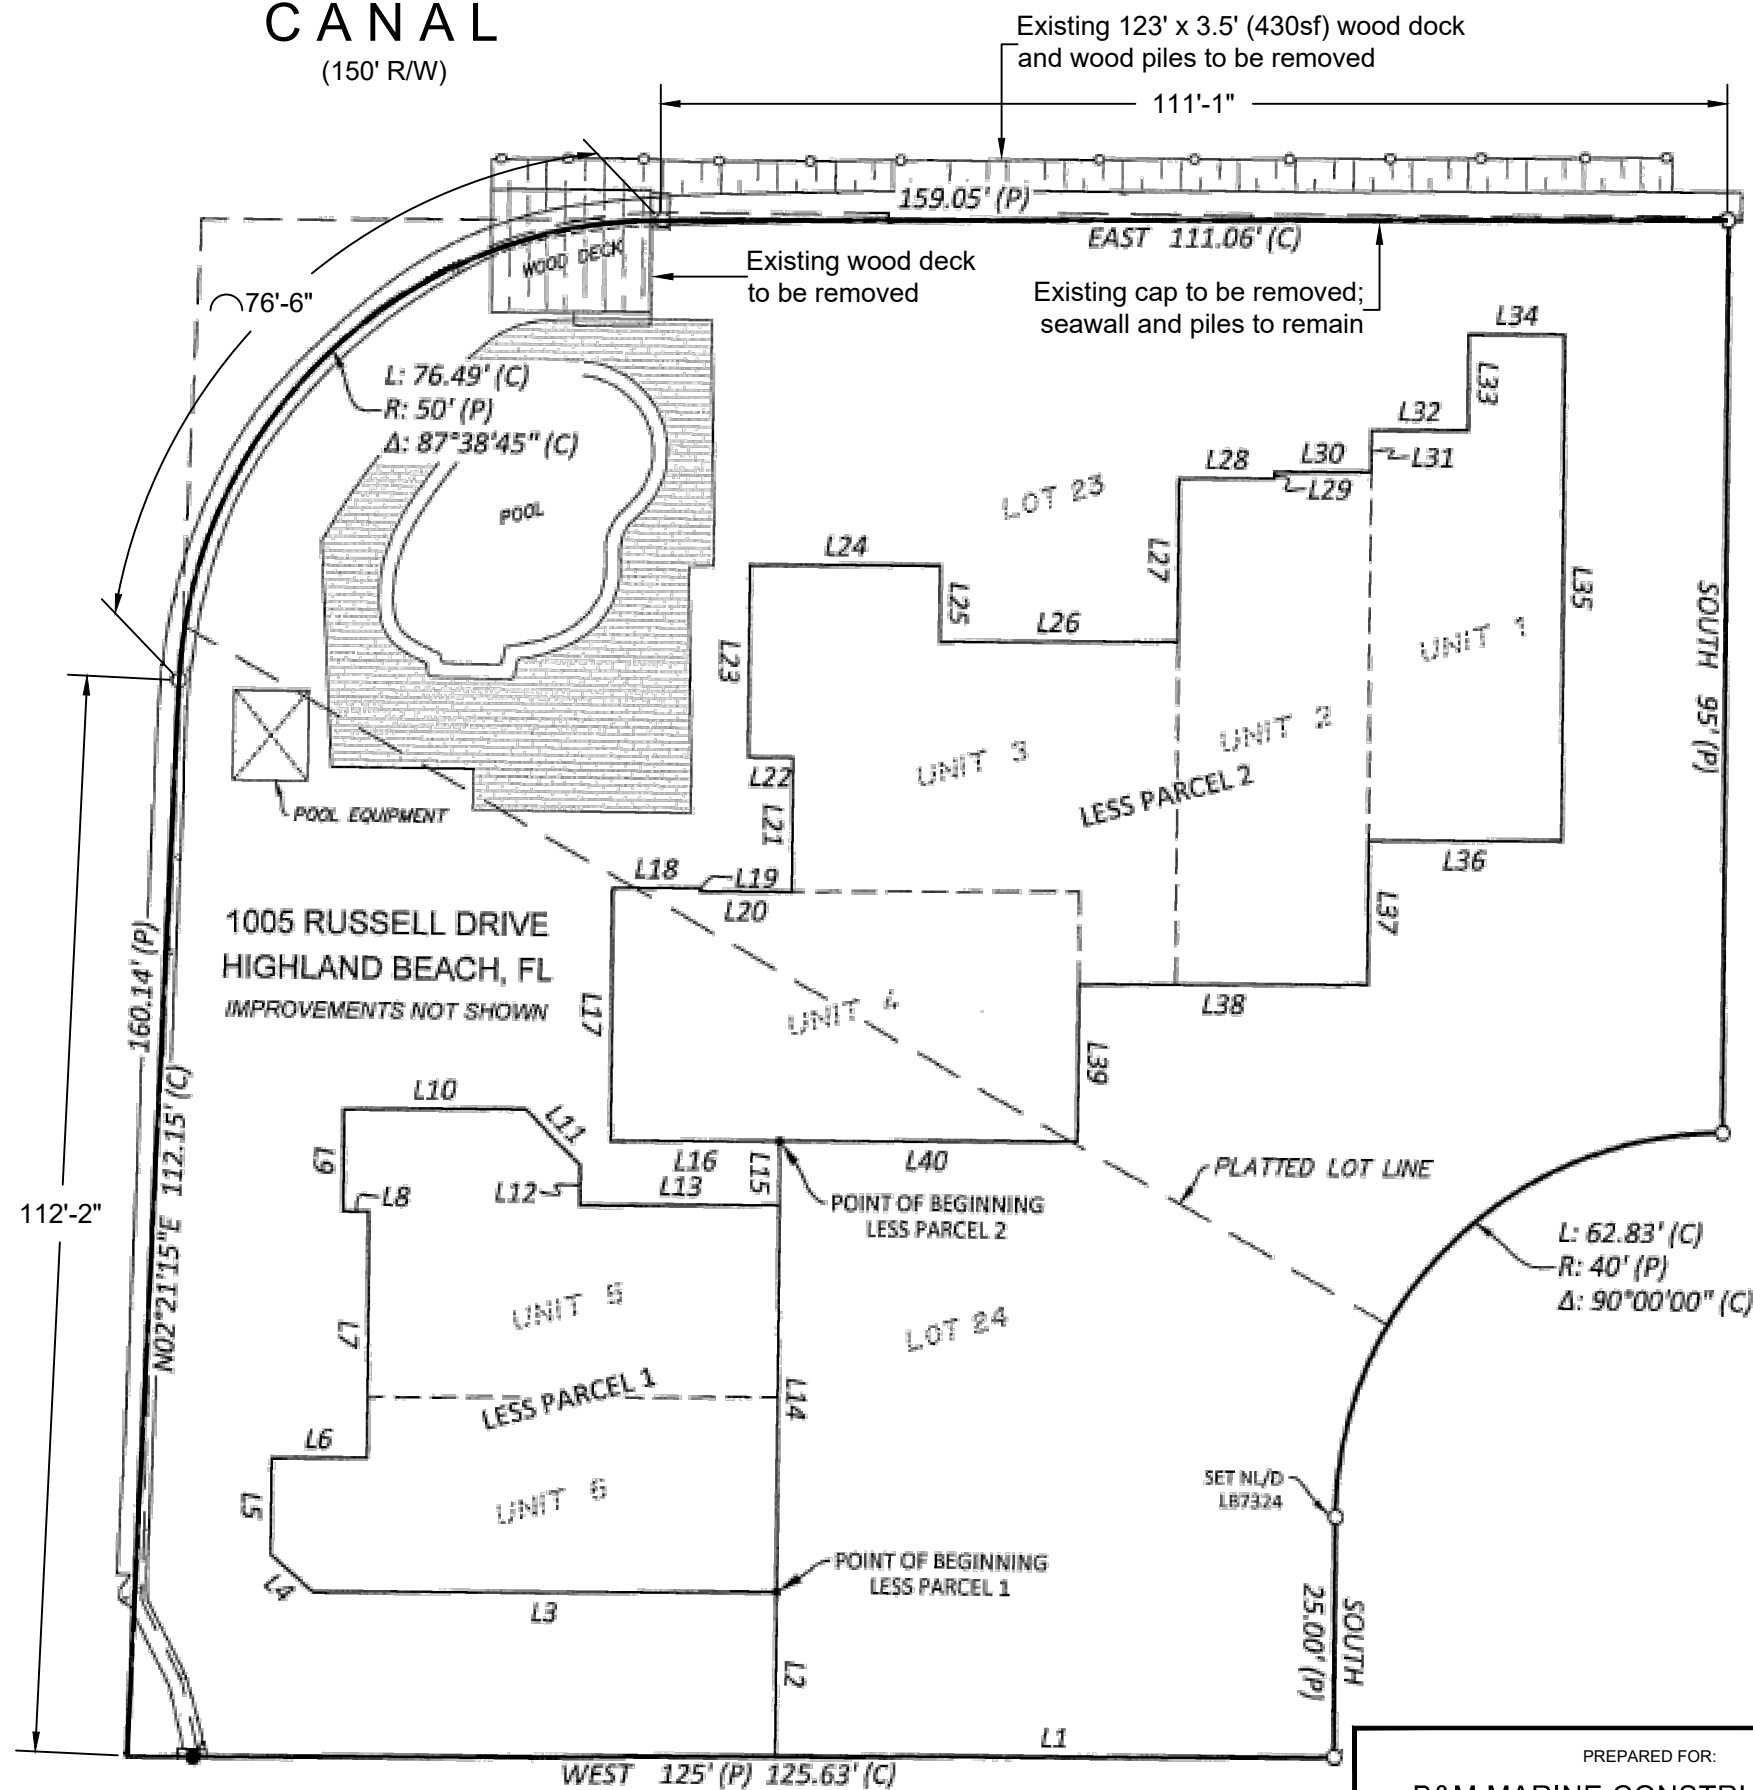 CANAL
(150' R/W)
Existing 123' x 3.5' (430sf) wood dock
and wood piles to be removed
111'-1"
159.05' (P)
EAST 111.06' (C)
WOOD DECK
Existing wood deck
to be removed
Existing cap to be removed;
seawall and piles to remain
76'-6"
L: 76.49' (C)
R: 50' (P)
Δ: 87°38'45" (C)
POOL
L34
L33
L32
L31
L30
L29
L28
LOT 23
L27
L24
L25
L26
L35
UNIT 1
SOUTH 95' (P)
L23
UNIT 2
UNIT 3
LESS PARCEL 2
L22
L21
POOL EQUIPMENT
L36
L18
L19
L20
L37
1005 RUSSELL DRIVE
HIGHLAND BEACH, FL
IMPROVEMENTS NOT SHOWN
160.14' (P)
L17
UNIT 4
L38
L39
N02°21'15"E 112.15' (C)
112'-2"
L10
L11
L9
L8
L12
L16
L13
L15
L40
POINT OF BEGINNING
LESS PARCEL 2
PLATTED LOT LINE
L: 62.83' (C)
R: 40' (P)
Δ: 90°00'00" (C)
UNIT 5
LOT 24
L7
LESS PARCEL 1
L14
L6
UNIT 6
L5
SET NL/D
LB7324
L4
L3
POINT OF BEGINNING
LESS PARCEL 1
SOUTH
25.00' (P)
L2
L1
WEST 125' (P) 125.63' (C)
PREPARED FOR:
B&M MARINE CONSTR